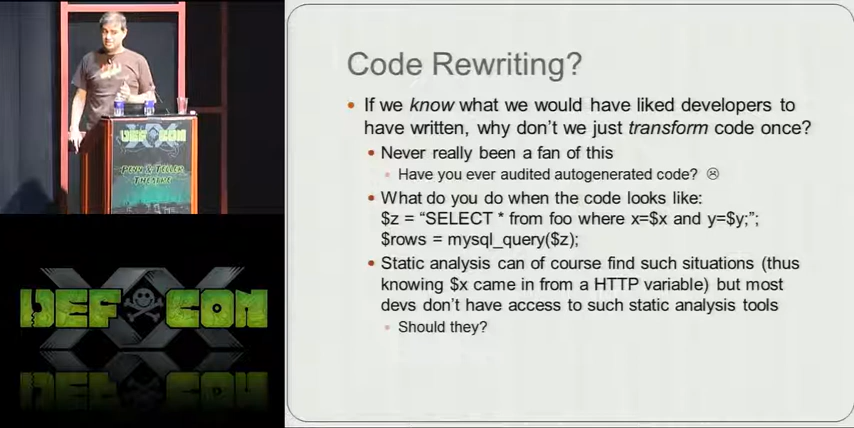 Code Rewriting?
• If we know what we would have liked developers to
have written, why don't we just transform code once?
• Never really been a fan of this
• Have you ever audited autogenerated code? ☹
• What do you do when the code looks like:
$z = “SELECT * from foo where x=$x and y=$y;”;
$rows = mysql_query($z);
• Static analysis can of course find such situations (thus
knowing $x came in from a HTTP variable) but most
devs don't have access to such static analysis tools
• Should they?
DEF CON
PENN & TELLER
THEATRE
XX
DEF CON